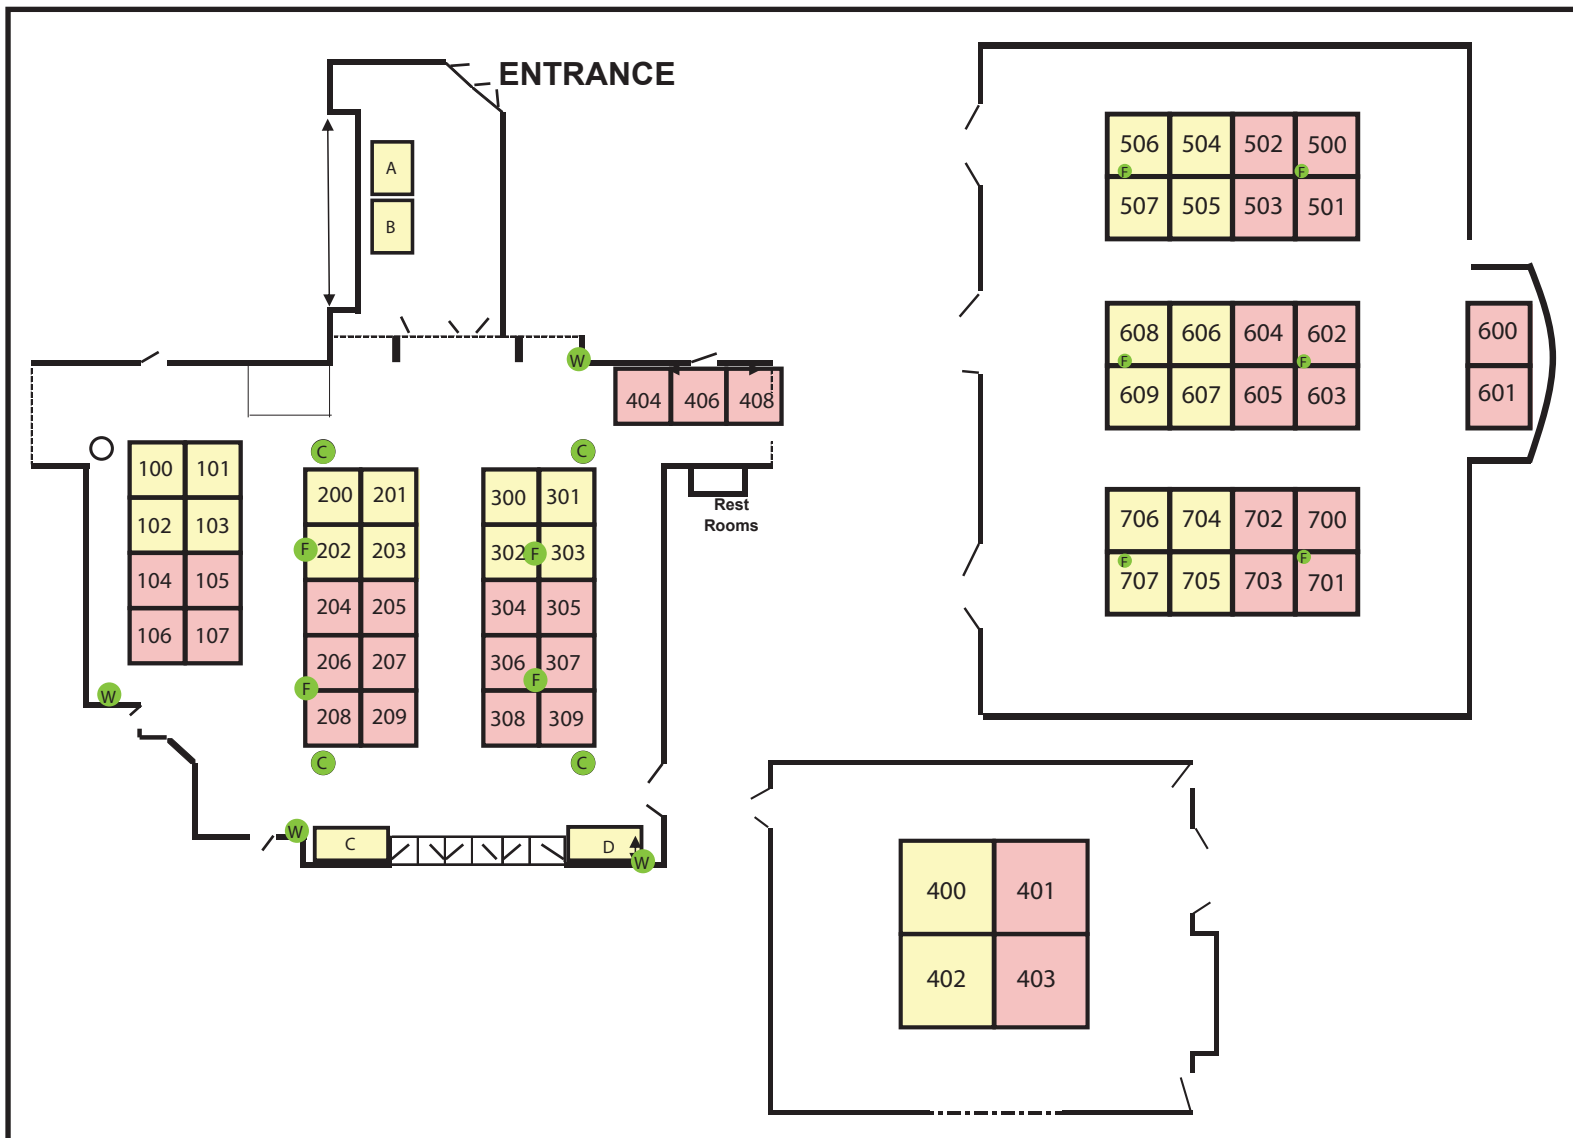 ENTRANCE
A
B
W
404 406 408
C
C
100 101
102 103
104 105
106 107
200 201
202 203
204 205
206 207
208 209
F
F
300 301
302 303
304 305
306 307
308 309
F
F
Rest
Rooms
W
C
C
W
C
D
W
506 504 502 500
F
F
507 505 503 501
608 606 604 602
F
F
609 607 605 603
600
601
706 704 702 700
F
F
707 705 703 701
400 401
402 403